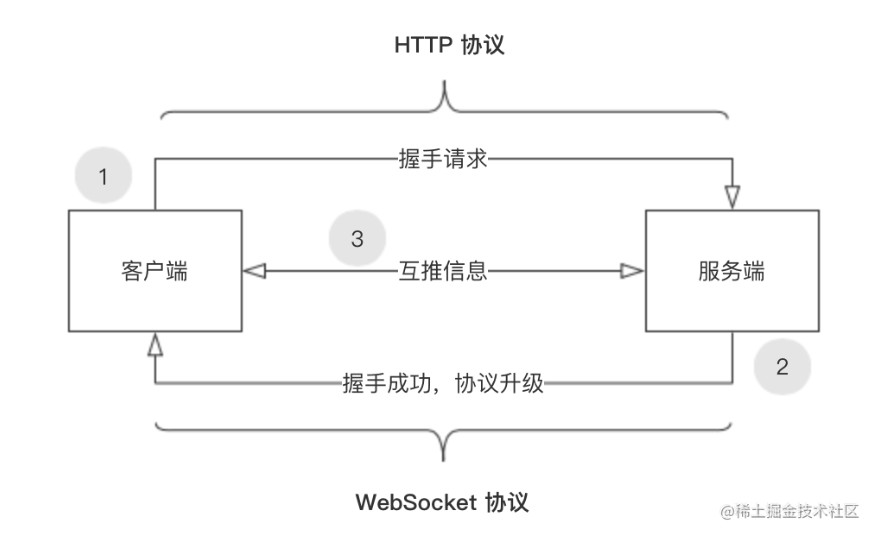 HTTP 协议
握手请求
1
3
客户端
互推信息
服务端
2
握手成功，协议升级
WebSocket 协议
@稀土掘金技术社区